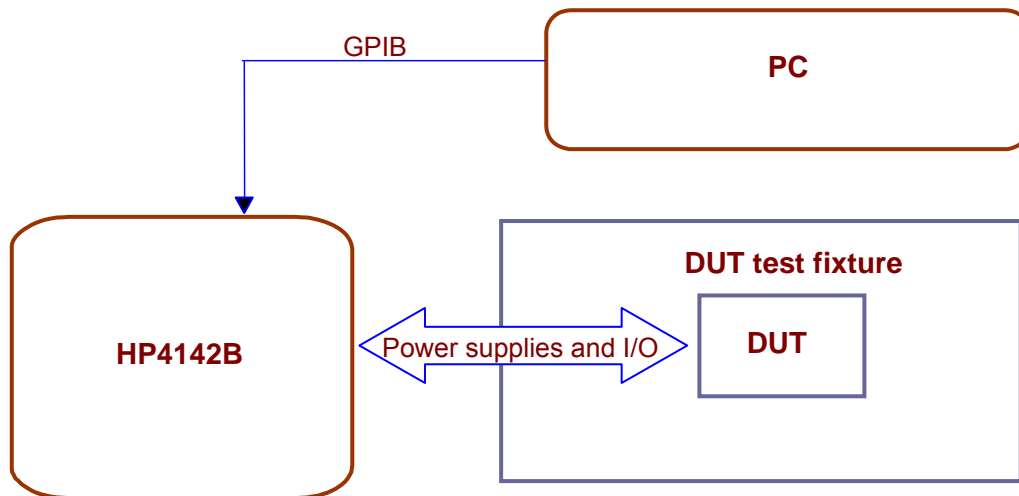 GPIB
PC
DUT test fixture
HP4142B
Power supplies and I/O
DUT